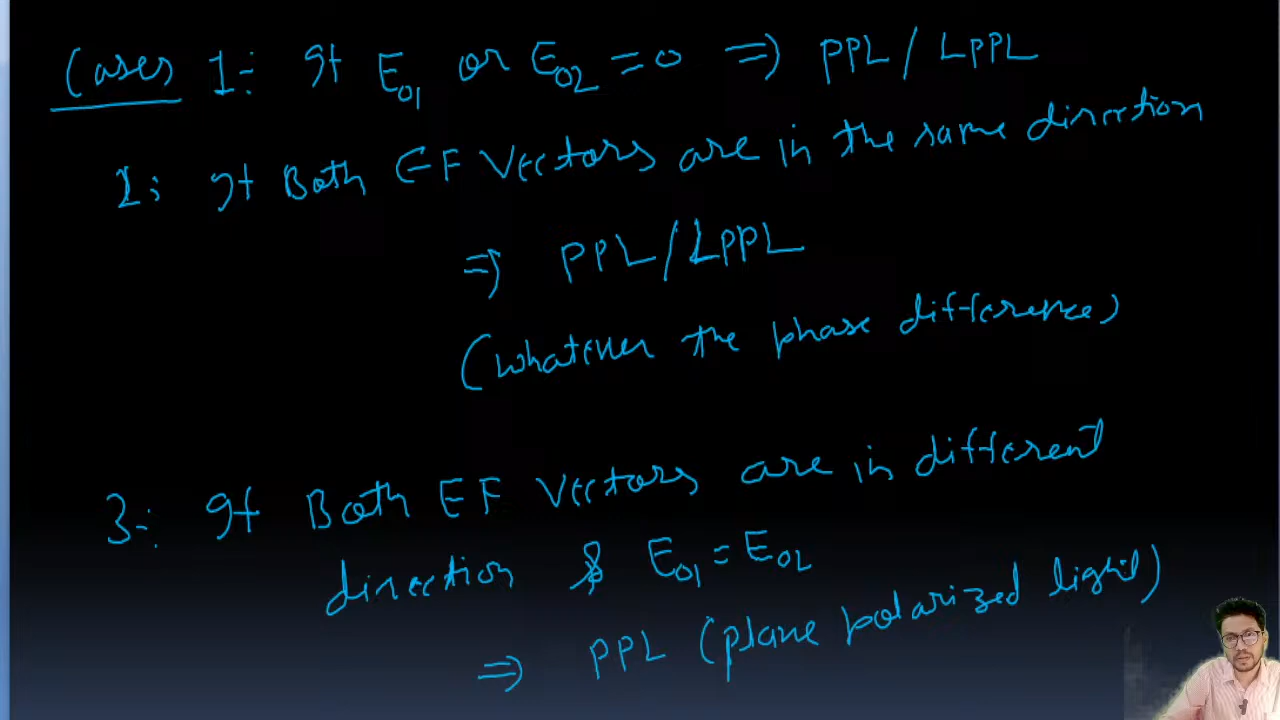 Cases 1:- If E01 or E02 = 0 ⇒ PPL / LPPL
2: If Both EF Vectors are in the same direction
⇒ PPL / LPPL
(whatever the phase difference)
3:- If Both EF Vectors are in different
direction & E01 = E02
⇒ PPL (plane polarized light)